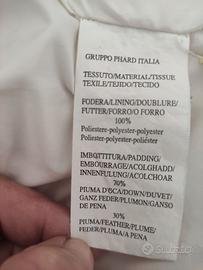 GRUPPO PHARD ITALIA
TESSUTO/MATERIAL/TISSUE
TEXILE/TEJIDO/TECIDO
FODERA/LINING/DOUBLURE/
FUTTER/FORRO/O FORRO
100%
Poliestere-polyester-polyester
Poliester-polyester-poliéster
IMBOTTITURA/PADDING/
EMBOURRAGE/ACOLGHADO/
INNENFULUNG/ACOLCHOAR
70%
PIUMA D'OCA/DOWN/DUVET/
GANZ FEDER/PLUMON/GANSO
DE PENA
30%
PIUMA/FEATHER/PLUME/
FEDER/PLUMA/A PENA
Subito